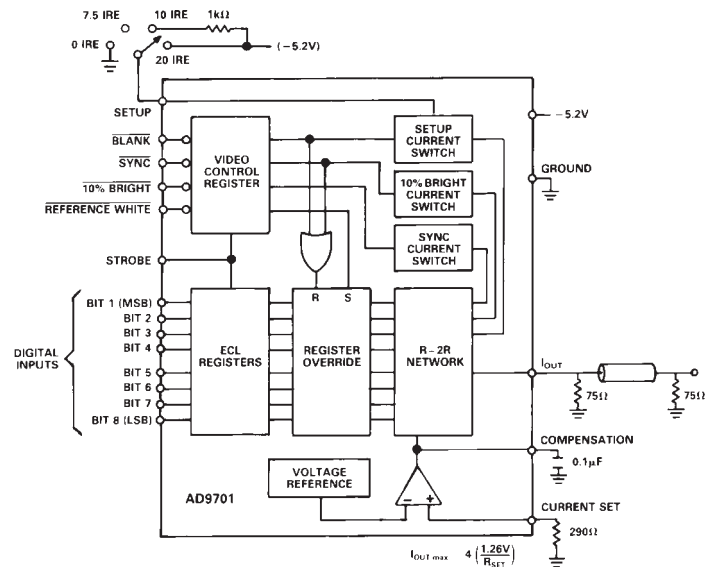 7.5 IRE
10 IRE
1kΩ
0 IRE
20 IRE
(−5.2V)
SETUP
BLANK
SYNC
10% BRIGHT
REFERENCE WHITE
STROBE
VIDEO
CONTROL
REGISTER
SETUP
CURRENT
SWITCH
10% BRIGHT
CURRENT
SWITCH
SYNC
CURRENT
SWITCH
−5.2V
GROUND
DIGITAL
INPUTS
BIT 1 (MSB)
BIT 2
BIT 3
BIT 4
BIT 5
BIT 6
BIT 7
BIT 8 (LSB)
ECL
REGISTERS
R
S
REGISTER
OVERRIDE
R−2R
NETWORK
IOUT
75Ω
75Ω
COMPENSATION
0.1µF
VOLTAGE
REFERENCE
−
+
CURRENT SET
290Ω
AD9701
IOUT max 4 (1.26V/RSET)